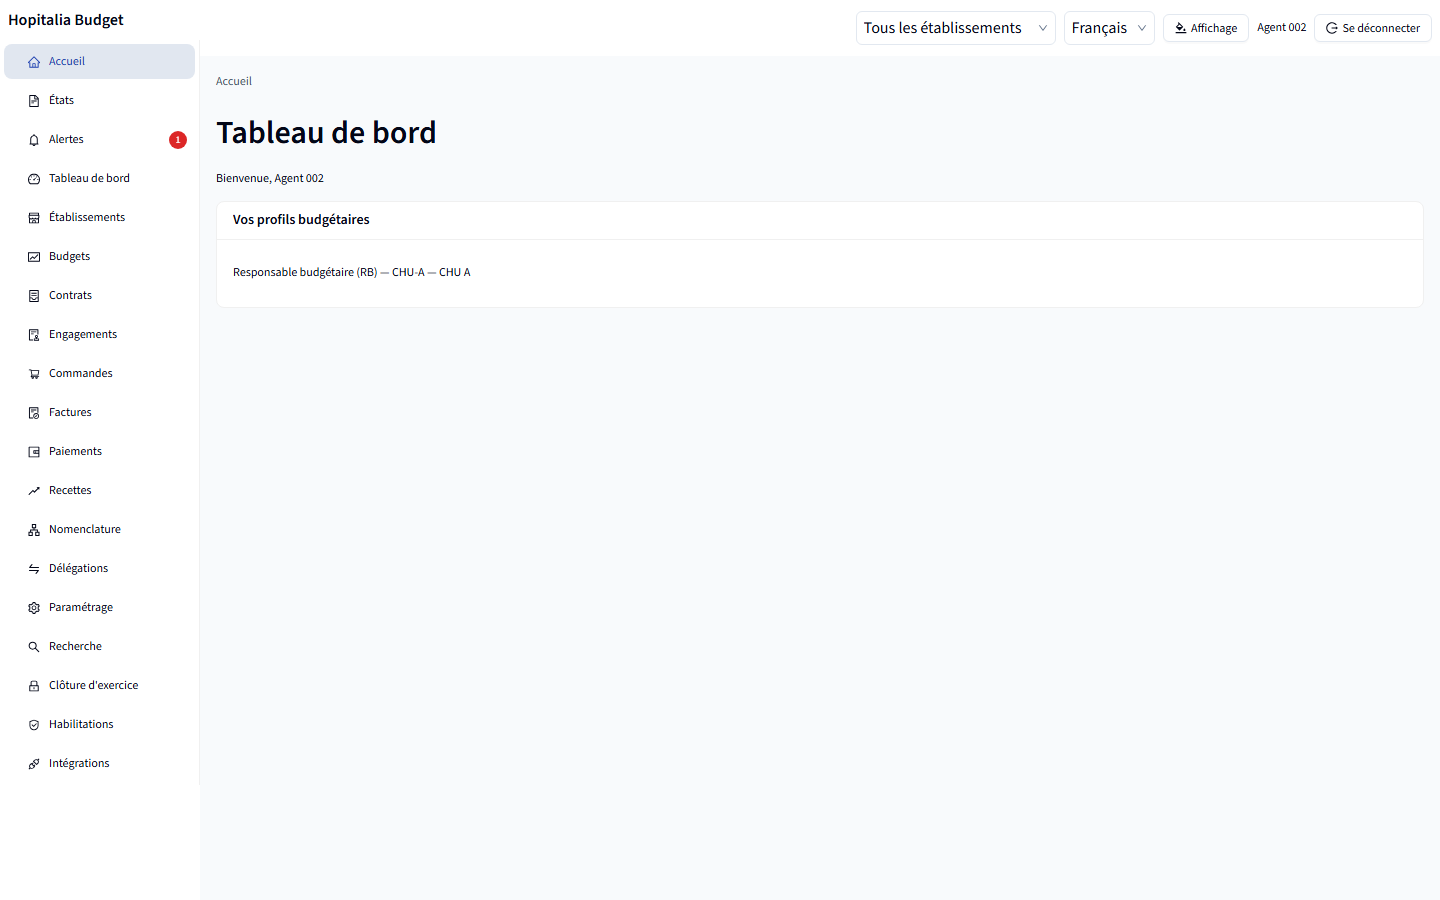 Hopitalia Budget
Tous les établissements
Français
Affichage
Agent 002
Se déconnecter
Accueil
États
Alertes
1
Tableau de bord
Établissements
Budgets
Contrats
Engagements
Commandes
Factures
Paiements
Recettes
Nomenclature
Délégations
Paramétrage
Recherche
Clôture d'exercice
Habilitations
Intégrations
Accueil
Tableau de bord
Bienvenue, Agent 002
Vos profils budgétaires
Responsable budgétaire (RB) — CHU-A — CHU A